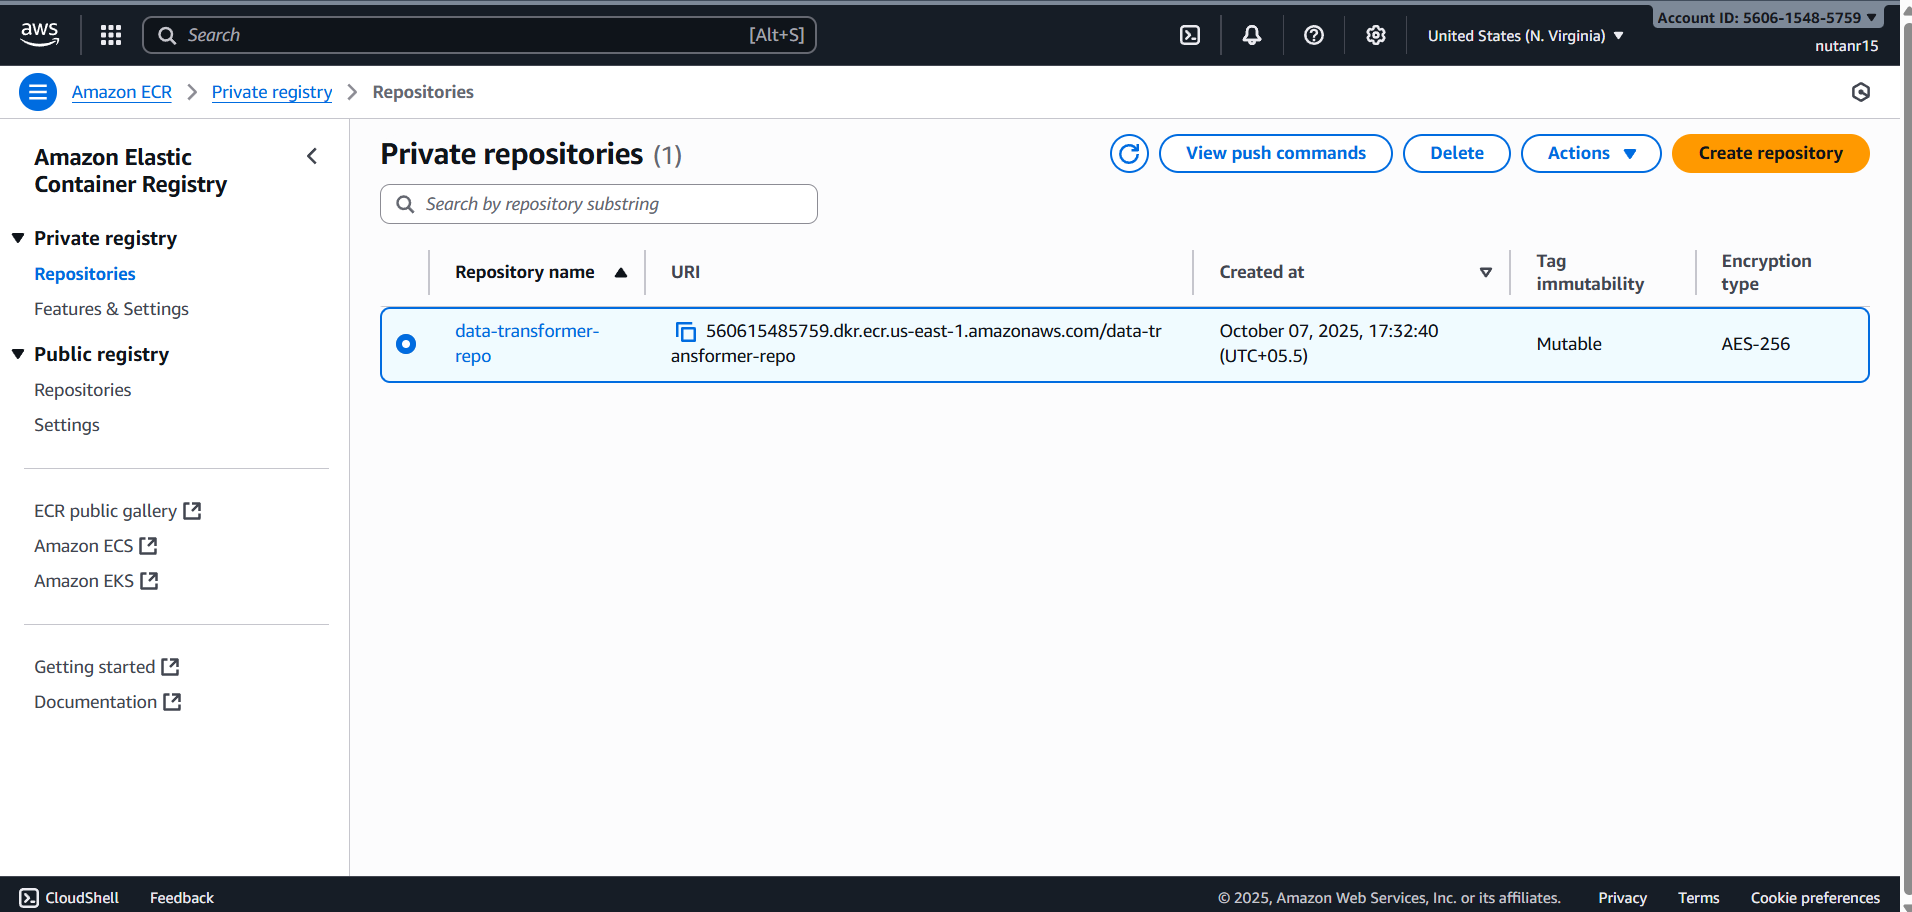 aws
Search [Alt+S]
United States (N. Virginia)
Account ID: 5606-1548-5759
nutanr15
Amazon ECR
Private registry
Repositories
Amazon Elastic
Container Registry
Private registry
Repositories
Features & Settings
Public registry
Repositories
Settings
ECR public gallery
Amazon ECS
Amazon EKS
Getting started
Documentation
Private repositories (1)
View push commands
Delete
Actions
Create repository
Search by repository substring
Repository name
URI
Created at
Tag
immutability
Encryption
type
data-transformer-
repo
560615485759.dkr.ecr.us-east-1.amazonaws.com/data-tr
ansformer-repo
October 07, 2025, 17:32:40
(UTC+05.5)
Mutable
AES-256
CloudShell
Feedback
© 2025, Amazon Web Services, Inc. or its affiliates.
Privacy
Terms
Cookie preferences